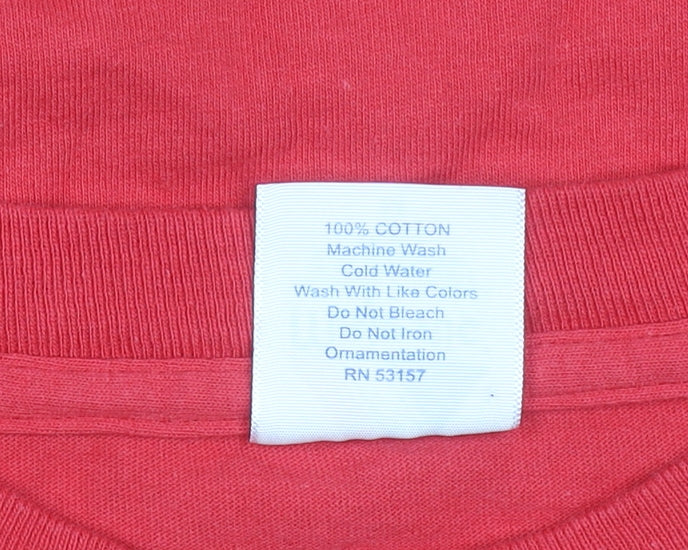 100% COTTON
Machine Wash
Cold Water
Wash With Like Colors
Do Not Bleach
Do Not Iron
Ornamentation
RN 53157